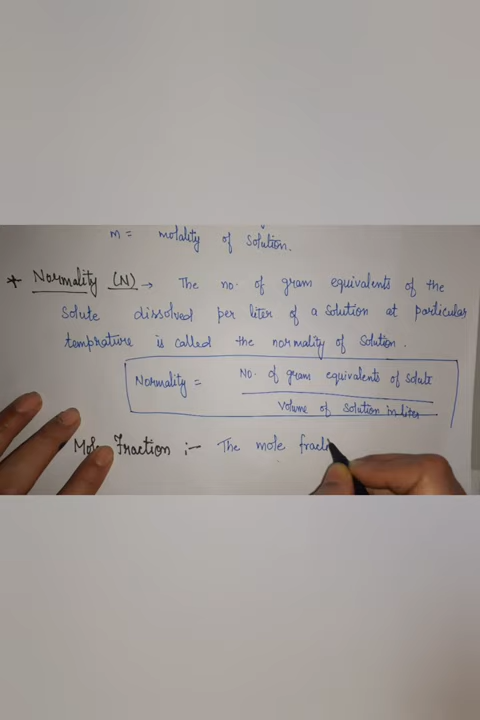 m = molality of solution.
* Normality (N) → The no. of gram equivalents of the
solute dissolved per liter of a solution at particular
temprature is called the normality of solution.
Normality = No. of gram equivalents of solute
Volume of solution in liter
Mole Fraction :- The mole fracti